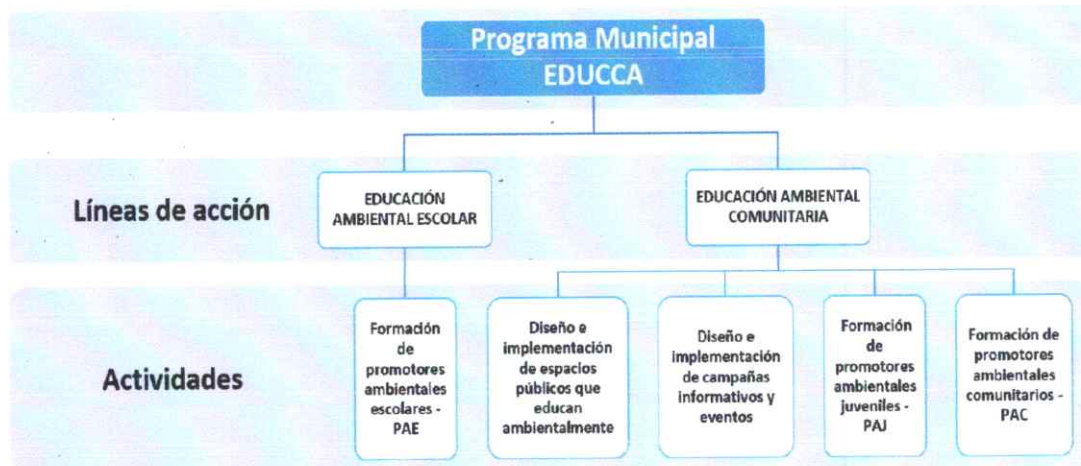 Programa Municipal
EDUCCA
Líneas de acción
EDUCACIÓN
AMBIENTAL ESCOLAR
EDUCACIÓN AMBIENTAL
COMUNITARIA
Actividades
Formación
de
promotores
ambientales
escolares -
PAE
Diseño e
implementación
de espacios
públicos que
educan
ambientalmente
Diseño e
implementación
de campañas
informativos y
eventos
Formación
de
promotores
ambientales
juveniles -
PAJ
Formación de
promotores
ambientales
comunitarios -
PAC